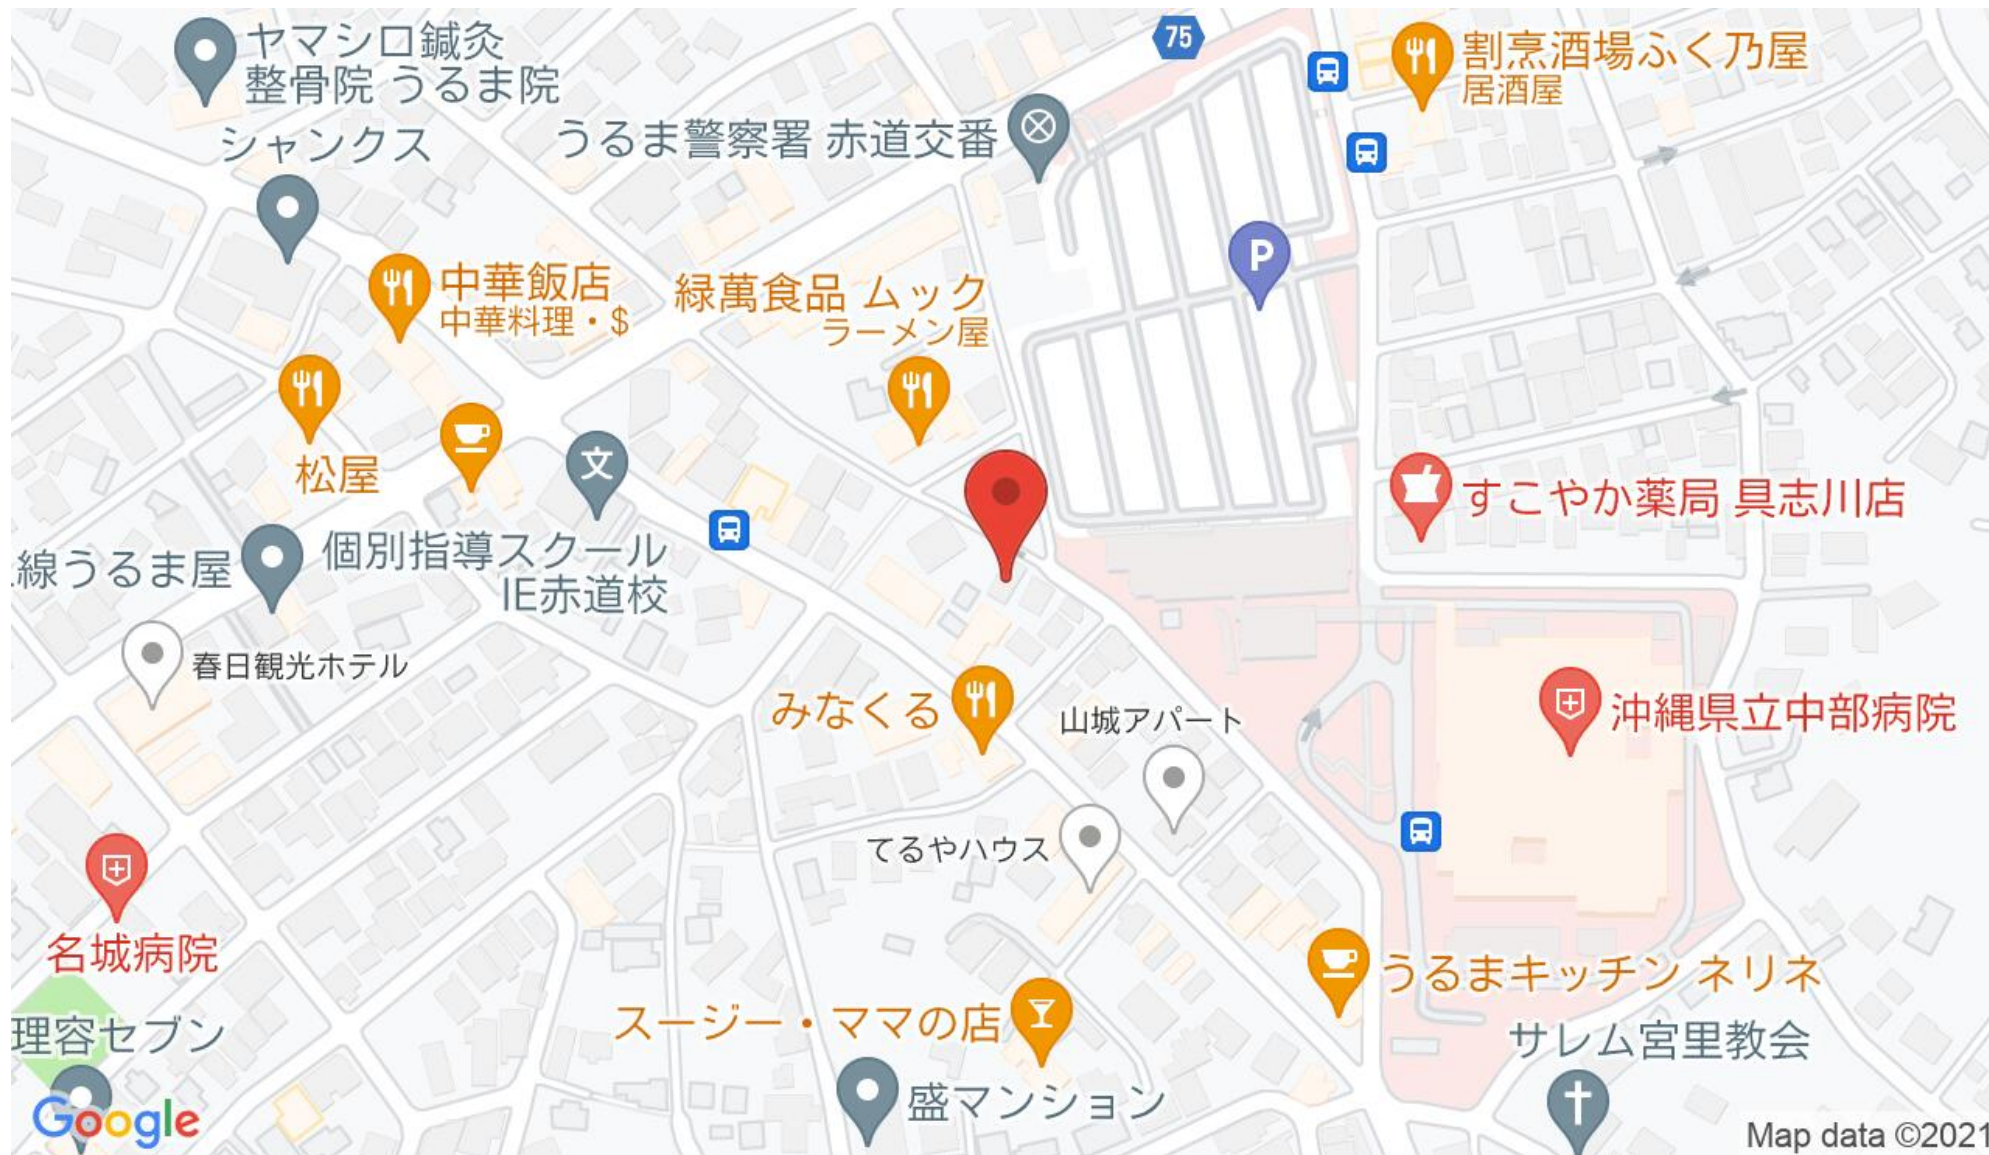 ヤマシロ鍼灸
整骨院 うるま院
75
割烹酒場ふく乃屋
居酒屋
シャンクス
うるま警察署 赤道交番
P
中華飯店
中華料理・$
緑萬食品 ムック
ラーメン屋
松屋
文
すこやか薬局 具志川店
線うるま屋
個別指導スクール
IE赤道校
春日観光ホテル
みなくる
山城アパート
沖縄県立中部病院
てるやハウス
名城病院
うるまキッチン ネリネ
スージー・ママの店
理容セブン
サレム宮里教会
盛マンション
Google
Map data ©2021